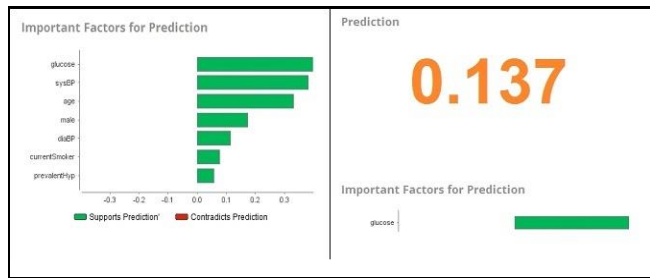 Important Factors for Prediction
glucose
sysBP
age
male
diaBP
currentSmoker
prevalentHyp
-0.3 -0.2 -0.1 0.0 0.1 0.2 0.3
Supports Prediction' Contradicts Prediction
Prediction
0.137
Important Factors for Prediction
glucose